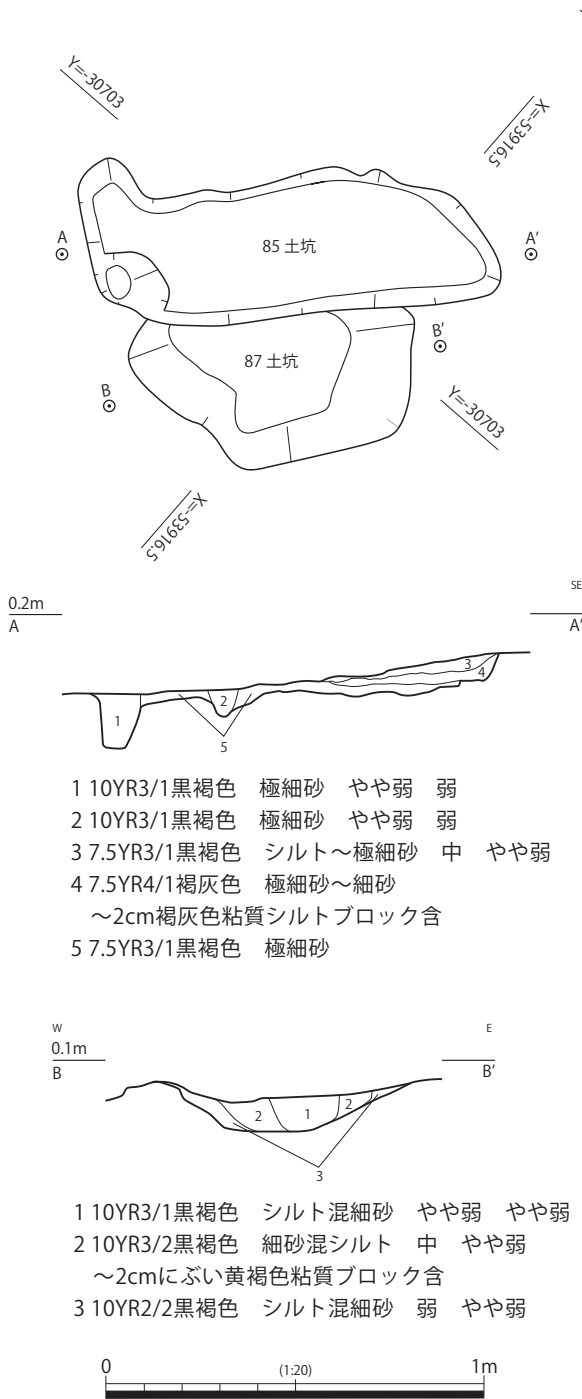 Y=-30703
X=-53916.5
A
85 土坑
A'
B'
87 土坑
B
Y=-30703
X=-53916.5
0.2m
SE
A
A'
3
4
2
1
5
1 10YR3/1黒褐色　極細砂　やや弱　弱
2 10YR3/1黒褐色　極細砂　やや弱　弱
3 7.5YR3/1黒褐色　シルト～極細砂　中　やや弱
4 7.5YR4/1褐灰色　極細砂～細砂
～2cm褐灰色粘質シルトブロック含
5 7.5YR3/1黒褐色　極細砂
W
E
0.1m
B
B'
2
1
2
3
1 10YR3/1黒褐色　シルト混細砂　やや弱　やや弱
2 10YR3/2黒褐色　細砂混シルト　中　やや弱
～2cmにぶい黄褐色粘質ブロック含
3 10YR2/2黒褐色　シルト混細砂　弱　やや弱
0
(1:20)
1m